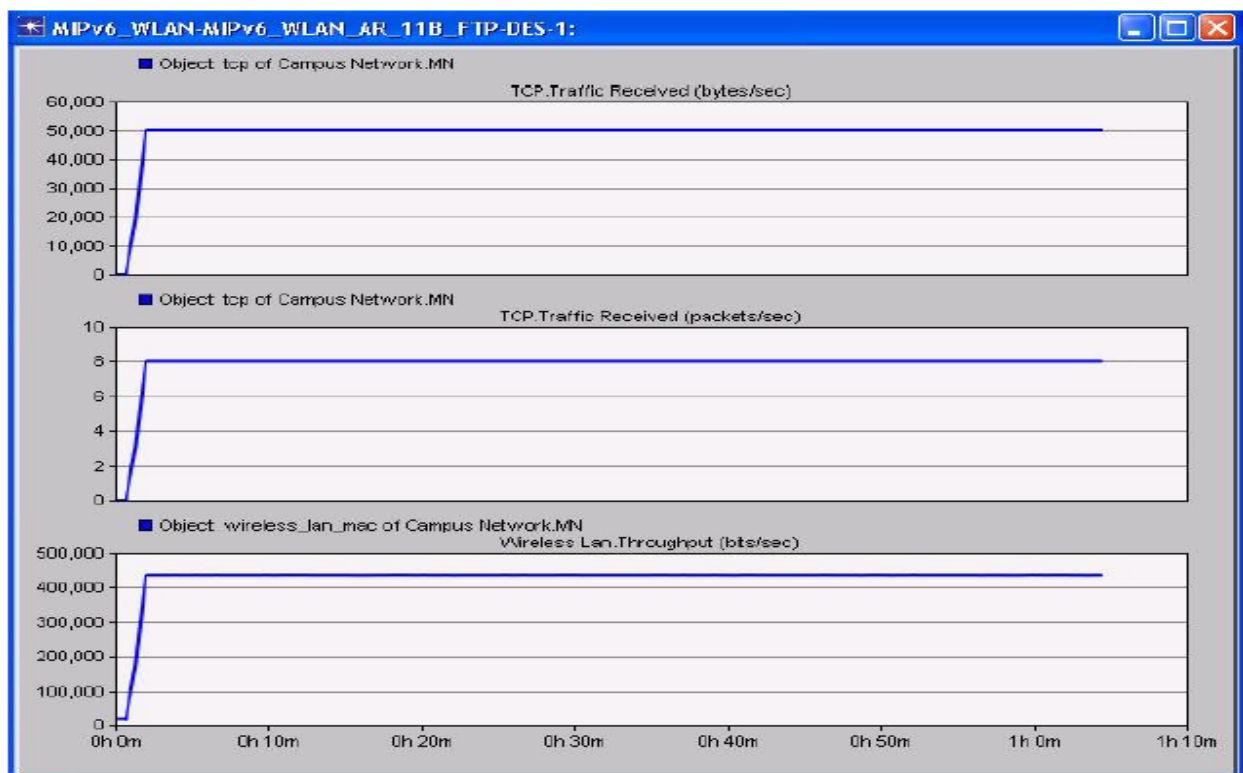 MIPv6_WLAN-MIPv6_WLAN_AR_11B_FTP-DES-1:
Object: tcp of Campus Network.MN
TCP.Traffic Received (bytes/sec)
60,000
50,000
40,000
30,000
20,000
10,000
0
Object: tcp of Campus Network.MN
TCP.Traffic Received (packets/sec)
10
8
6
4
2
0
Object: wireless_lan_mac of Campus Network.MN
Wireless Lan.Throughput (bits/sec)
500,000
400,000
300,000
200,000
100,000
0
0h 0m 0h 10m 0h 20m 0h 30m 0h 40m 0h 50m 1h 0m 1h 10m